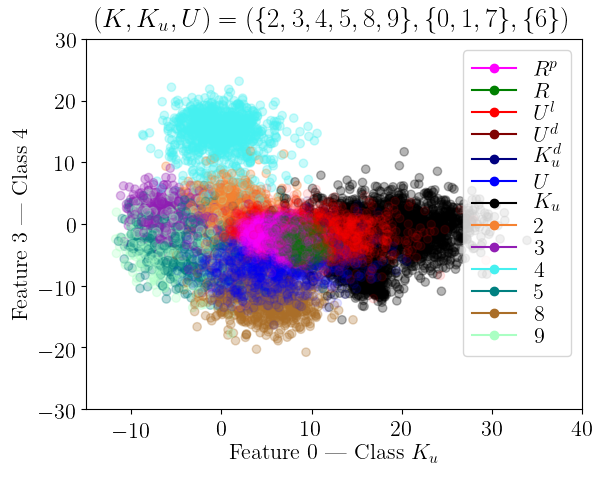 (K, K_u, U) = ({2, 3, 4, 5, 8, 9}, {0, 1, 7}, {6})
30
20
10
0
−10
−20
−30
Feature 3 — Class 4
−10
0
10
20
30
40
Feature 0 — Class K_u
R^p
R
U^l
U^d
K_u^d
U
K_u
2
3
4
5
8
9